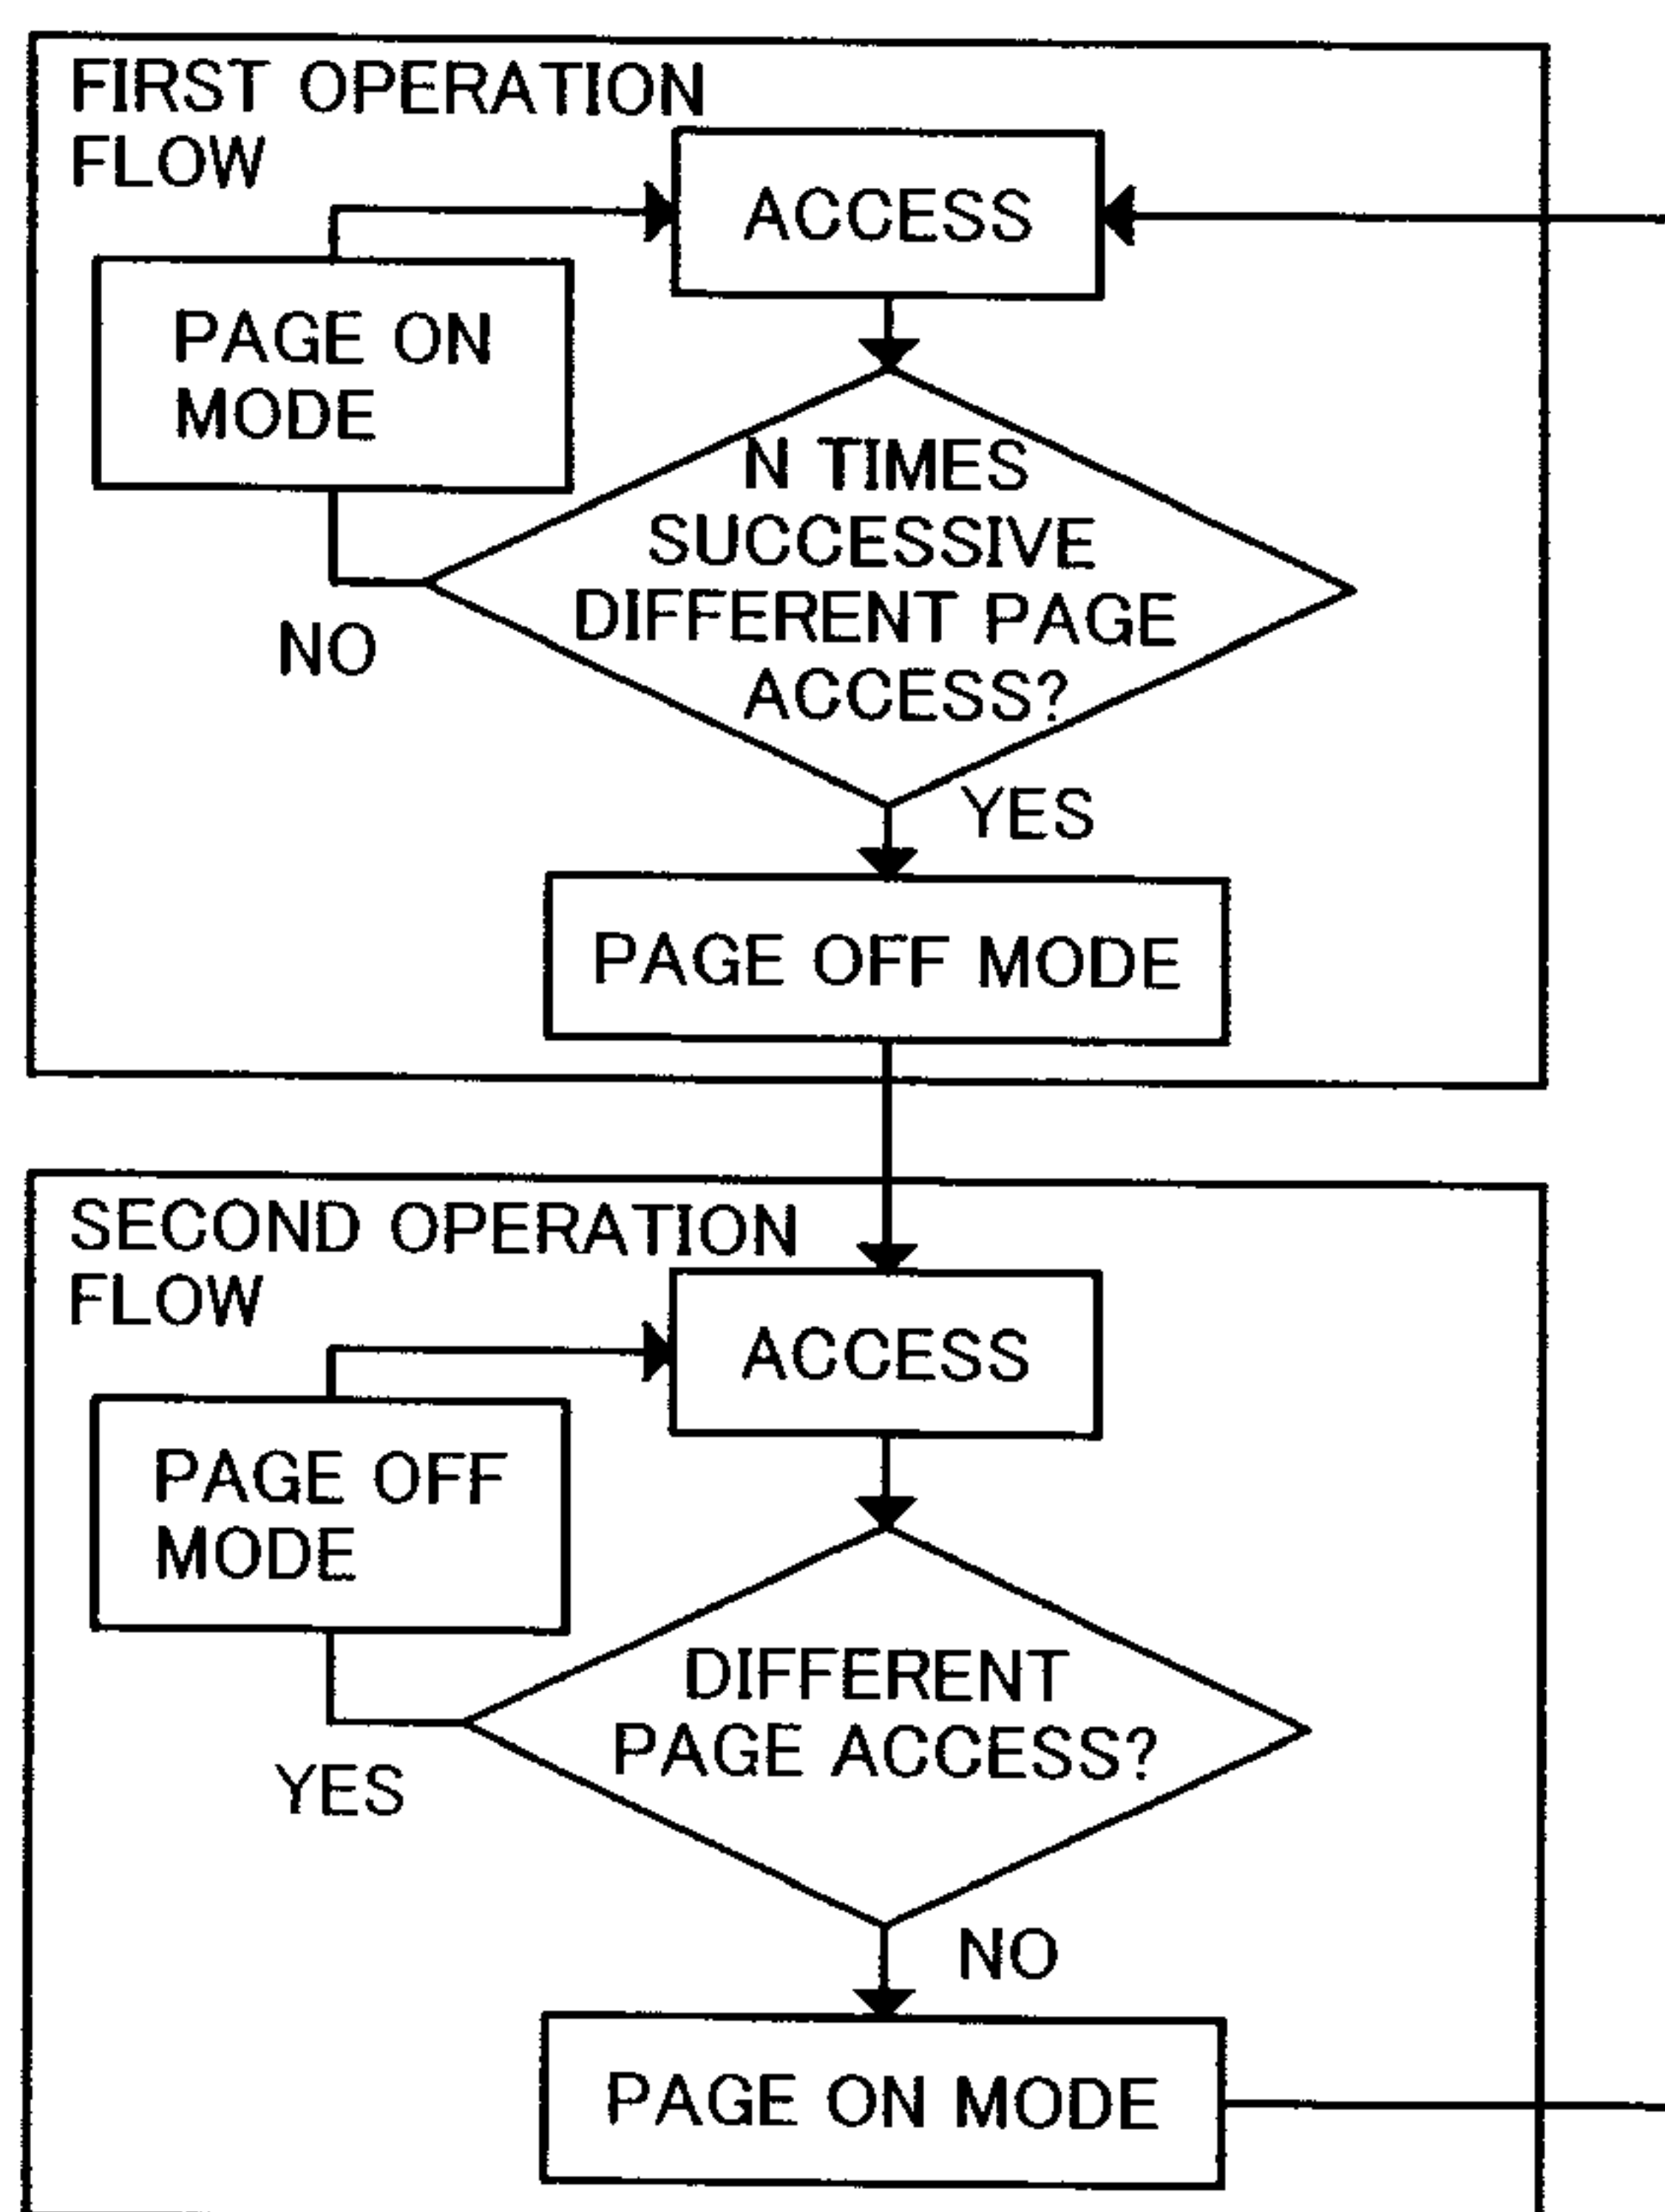 FIRST OPERATION
FLOW
ACCESS
PAGE ON
MODE
N TIMES
SUCCESSIVE
DIFFERENT PAGE
ACCESS?
NO
YES
PAGE OFF MODE
SECOND OPERATION
FLOW
ACCESS
PAGE OFF
MODE
DIFFERENT
PAGE ACCESS?
YES
NO
PAGE ON MODE